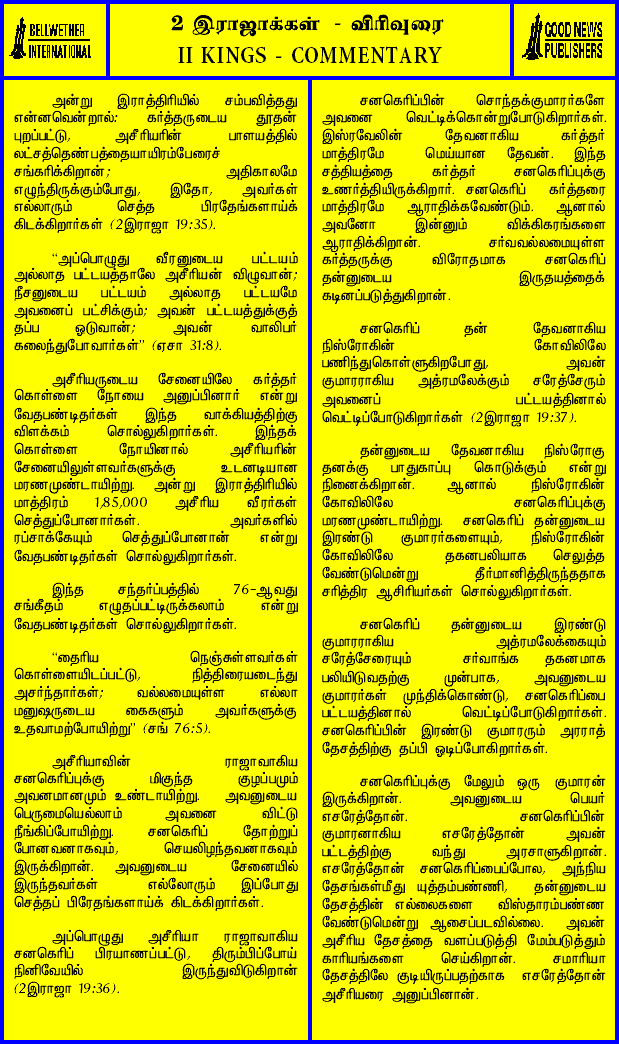 BELLWETHER
INTERNATIONAL
2 இராஜாக்கள் - விரிவுரை
II KINGS - COMMENTARY
GOOD NEWS
PUBLISHERS
அன்று இராத்திரியில் சம்பவித்தது
என்னவென்றால்: கர்த்தருடைய தூதன்
புறப்பட்டு, அசீரியரின் பாளயத்தில்
லட்சத்தெண்பத்தையாயிரம்பேரைச்
சங்கரிக்கிறான்; அதிகாலமே
எழுந்திருக்கும்போது, இதோ, அவர்கள்
எல்லாரும் செத்த பிரதேங்களாய்க்
கிடக்கிறார்கள் (2இராஜா 19:35).
“அப்பொழுது வீரனுடைய பட்டயம்
அல்லாத பட்டயத்தாலே அசீரியன் விழுவான்;
நீசனுடைய பட்டயம் அல்லாத பட்டயமே
அவனைப் பட்சிக்கும்; அவன் பட்டயத்துக்குத்
தப்ப ஓடுவான்; அவன் வாலிபர்
கலைந்துபோவார்கள்” (ஏசா 31:8).
அசீரியருடைய சேனையிலே கர்த்தர்
கொள்ளை நோயை அனுப்பினார் என்று
வேதபண்டிதர்கள் இந்த வாக்கியத்திற்கு
விளக்கம் சொல்லுகிறார்கள். இந்தக்
கொள்ளை நோயினால் அசீரியரின்
சேனையிலுள்ளவர்களுக்கு உடனடியான
மரணமுண்டாயிற்று. அன்று இராத்திரியில்
மாத்திரம் 1,85,000 அசீரிய வீரர்கள்
செத்துப்போனார்கள். அவர்களில்
ரப்சாக்கேயும் செத்துப்போனான் என்று
வேதபண்டிதர்கள் சொல்லுகிறார்கள்.
இந்த சந்தர்ப்பத்தில் 76-ஆவது
சங்கீதம் எழுதப்பட்டிருக்கலாம் என்று
வேதபண்டிதர்கள் சொல்லுகிறார்கள்.
“தைரிய நெஞ்சுள்ளவர்கள்
கொள்ளையிடப்பட்டு, நித்திரையடைந்து
அசர்ந்தார்கள்; வல்லமையுள்ள எல்லா
மனுஷருடைய கைகளும் அவர்களுக்கு
உதவாமற்போயிற்று” (சங் 76:5).
அசீரியாவின் ராஜாவாகிய
சனகெரிப்புக்கு மிகுந்த குழப்பமும்
அவனமானமும் உண்டாயிற்று. அவனுடைய
பெருமையெல்லாம் அவனை விட்டு
நீங்கிப்போயிற்று. சனகெரிப் தோற்றுப்
போனவனாகவும், செயலிழந்தவனாகவும்
இருக்கிறான். அவனுடைய சேனையில்
இருந்தவர்கள் எல்லோரும் இப்போது
செத்தப் பிரேதங்களாய்க் கிடக்கிறார்கள்.
அப்பொழுது அசீரியா ராஜாவாகிய
சனகெரிப் பிரயாணப்பட்டு, திரும்பிப்போய்
நினிவேயில் இருந்துவிடுகிறான்
(2இராஜா 19:36).
சனகெரிப்பின் சொந்தக்குமாரர்களே
அவனை வெட்டிக்கொன்றுபோடுகிறார்கள்.
இஸ்ரவேலின் தேவனாகிய கர்த்தர்
மாத்திரமே மெய்யான தேவன். இந்த
சத்தியத்தை கர்த்தர் சனகெரிப்புக்கு
உணர்த்தியிருக்கிறார். சனகெரிப் கர்த்தரை
மாத்திரமே ஆராதிக்கவேண்டும். ஆனால்
அவனோ இன்னும் விக்கிரகங்களை
ஆராதிக்கிறான். சர்வவல்லமையுள்ள
கர்த்தருக்கு விரோதமாக சனகெரிப்
தன்னுடைய இருதயத்தைக்
கடினப்படுத்துகிறான்.
சனகெரிப் தன் தேவனாகிய
நிஸ்ரோகின் கோவிலிலே
பணிந்துகொள்ளுகிறபோது, அவன்
குமாரராகிய அத்ரமலேக்கும் சரேத்சேரும்
அவனைப் பட்டயத்தினால்
வெட்டிப்போடுகிறார்கள் (2இராஜா 19:37).
தன்னுடைய தேவனாகிய நிஸ்ரோகு
தனக்கு பாதுகாப்பு கொடுக்கும் என்று
நினைக்கிறான். ஆனால் நிஸ்ரோகின்
கோவிலிலே சனகெரிப்புக்கு
மரணமுண்டாயிற்று. சனகெரிப் தன்னுடைய
இரண்டு குமாரர்களையும், நிஸ்ரோகின்
கோவிலிலே தகனபலியாக செலுத்த
வேண்டுமென்று தீர்மானித்திருந்ததாக
சரித்திர ஆசிரியர்கள் சொல்லுகிறார்கள்.
சனகெரிப் தன்னுடைய இரண்டு
குமாரராகிய அத்ரமலேக்கையும்
சரேத்சேரையும் சர்வாங்க தகனமாக
பலியிடுவதற்கு முன்பாக, அவனுடைய
குமாரர்கள் முந்திக்கொண்டு, சனகெரிப்பை
பட்டயத்தினால் வெட்டிப்போடுகிறார்கள்.
சனகெரிப்பின் இரண்டு குமாரரும் அரராத்
தேசத்திற்கு தப்பி ஓடிப்போகிறார்கள்.
சனகெரிப்புக்கு மேலும் ஒரு குமாரன்
இருக்கிறான். அவனுடைய பெயர்
எசரேத்தோன். சனகெரிப்பின்
குமாரனாகிய எசரேத்தோன் அவன்
பட்டத்திற்கு வந்து அரசாளுகிறான்.
எசரேத்தோன் சனகெரிப்பைப்போல, அந்நிய
தேசங்கள்மீது யுத்தம்பண்ணி, தன்னுடைய
தேசத்தின் எல்லைகளை விஸ்தாரம்பண்ண
வேண்டுமென்று ஆசைப்படவில்லை. அவன்
அசீரிய தேசத்தை வளப்படுத்தி மேம்படுத்தும்
காரியங்களை செய்கிறான். சமாரியா
தேசத்திலே குடியிருப்பதற்காக எசரேத்தோன்
அசீரியரை அனுப்பினான்.